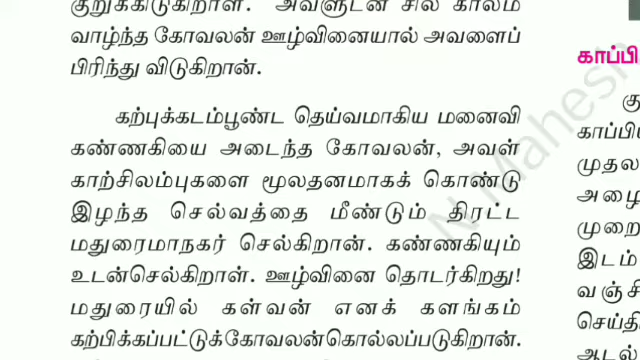 குறுக்கிடுகிறாள். அவளுடன் சில காலம்
வாழ்ந்த கோவலன் ஊழ்வினையால் அவளைப்
பிரிந்து விடுகிறான்.
கற்புக்கடம்பூண்ட தெய்வமாகிய மனைவி
கண்ணகியை அடைந்த கோவலன், அவள்
காற்சிலம்புகளை மூலதனமாகக் கொண்டு
இழந்த செல்வத்தை மீண்டும் திரட்ட
மதுரைமாநகர் செல்கிறான். கண்ணகியும்
உடன்செல்கிறாள். ஊழ்வினை தொடர்கிறது!
மதுரையில் கள்வன் எனக் களங்கம்
கற்பிக்கப்பட்டுக்கோவலன்கொல்லப்படுகிறான்.
காப்பி
கு
காப்பி
முதல
அழை
முறை
இடம்
வஞ்சி
செய்தி
ஆடல்
N Mahesh